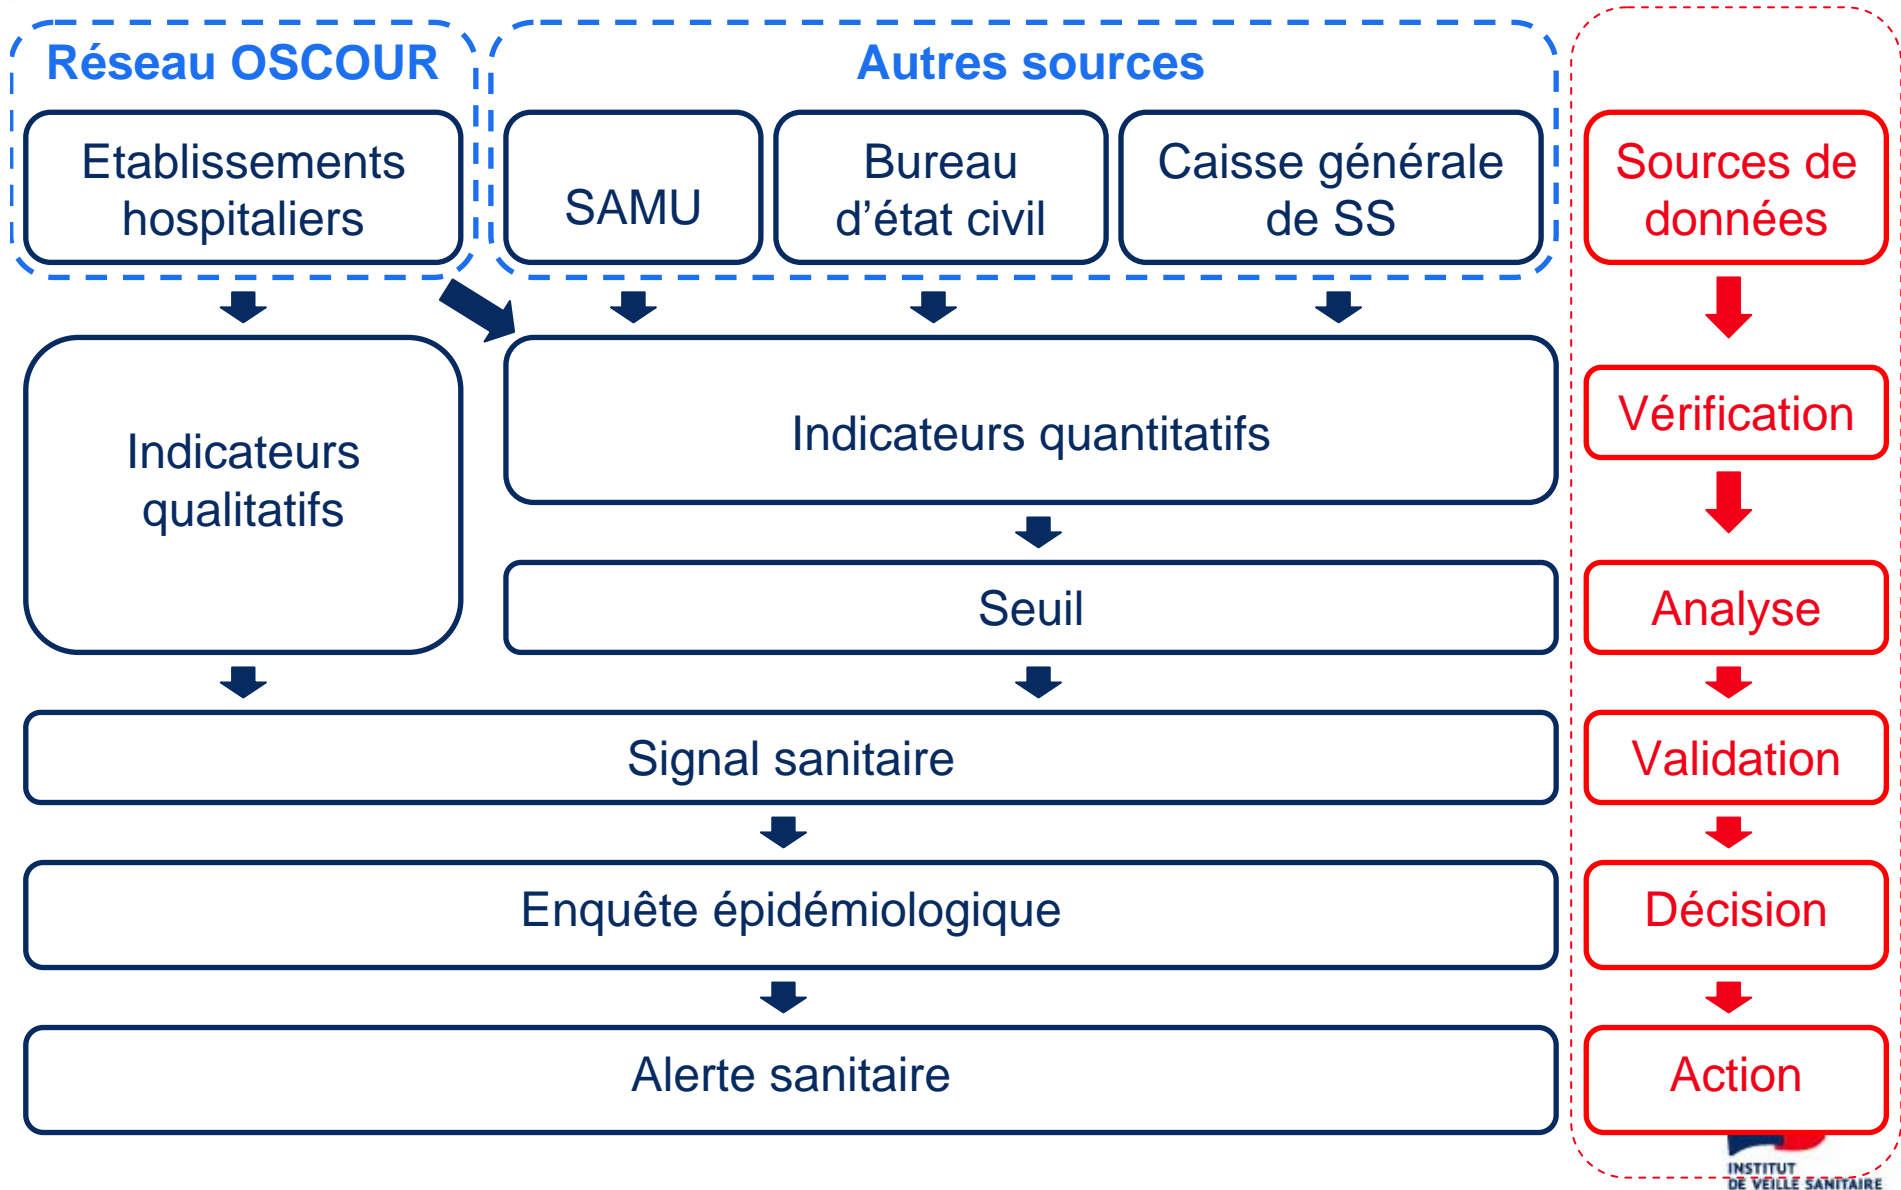 Réseau OSCOUR
Autres sources
Etablissements
hospitaliers
SAMU
Bureau
d'état civil
Caisse générale
de SS
Sources de
données
Indicateurs
qualitatifs
Indicateurs quantitatifs
Vérification
Seuil
Analyse
Signal sanitaire
Validation
Enquête épidémiologique
Décision
Alerte sanitaire
Action
INSTITUT
DE VEILLE SANITAIRE